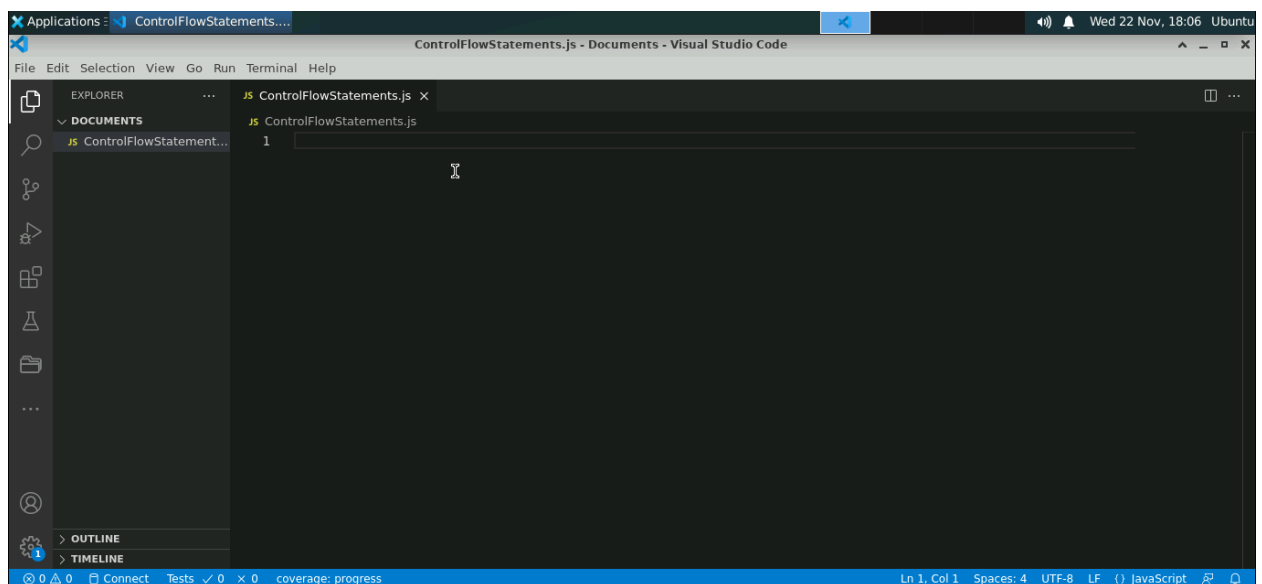 Applications ControlFlowStatements.... Wed 22 Nov, 18:06 Ubuntu
ControlFlowStatements.js - Documents - Visual Studio Code
File Edit Selection View Go Run Terminal Help
EXPLORER ... JS ControlFlowStatements.js
DOCUMENTS JS ControlFlowStatements.js
JS ControlFlowStatement... 1
OUTLINE
1
TIMELINE
0 0 Connect Tests ✓ 0 × 0 coverage: progress Ln 1, Col 1 Spaces: 4 UTF-8 LF {} JavaScript